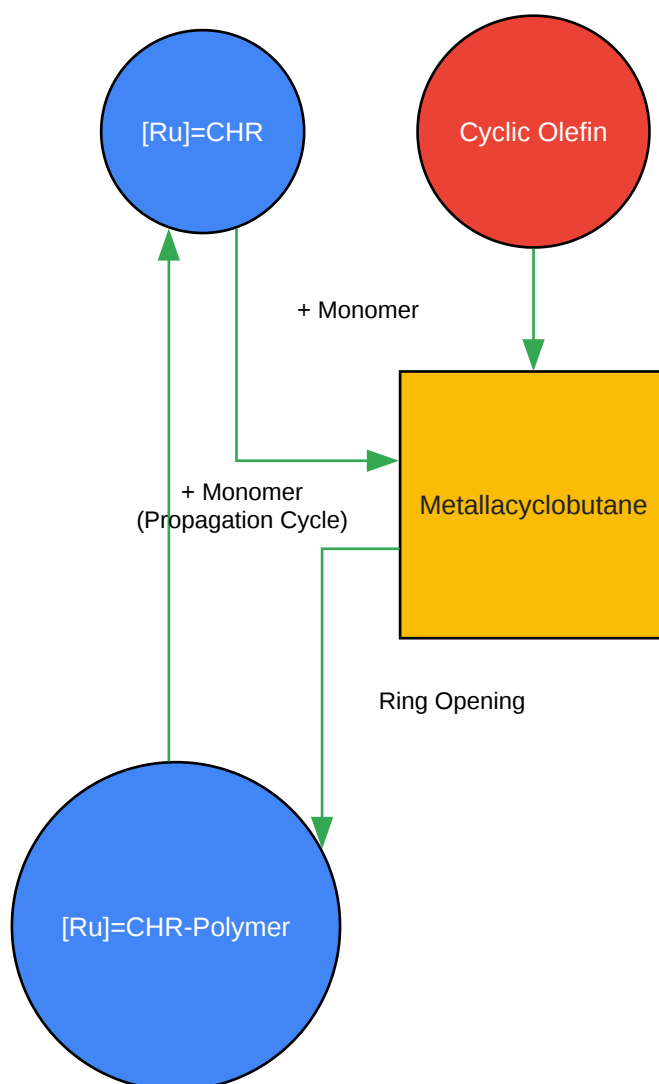 [Ru]=CHR
Cyclic Olefin
+ Monomer
+ Monomer
(Propagation Cycle)
Metallacyclobutane
Ring Opening
[Ru]=CHR-Polymer